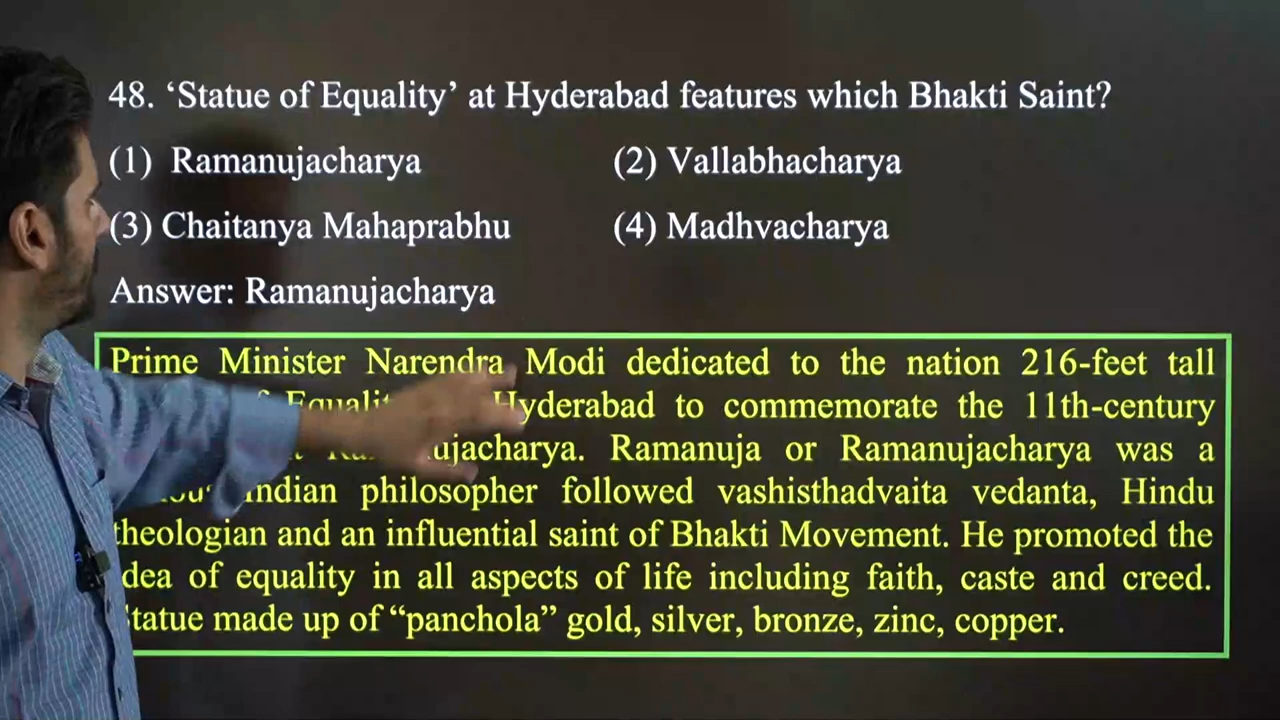 48. ‘Statue of Equality’ at Hyderabad features which Bhakti Saint?
(1) Ramanujacharya (2) Vallabhacharya
(3) Chaitanya Mahaprabhu (4) Madhvacharya
Answer: Ramanujacharya
Prime Minister Narendra Modi dedicated to the nation 216-feet tall
Equality Hyderabad to commemorate the 11th-century
Ramanuja or Ramanujacharya was a
Indian philosopher followed vashisthadvaita vedanta, Hindu
theologian and an influential saint of Bhakti Movement. He promoted the
idea of equality in all aspects of life including faith, caste and creed.
Statue made up of “panchola” gold, silver, bronze, zinc, copper.